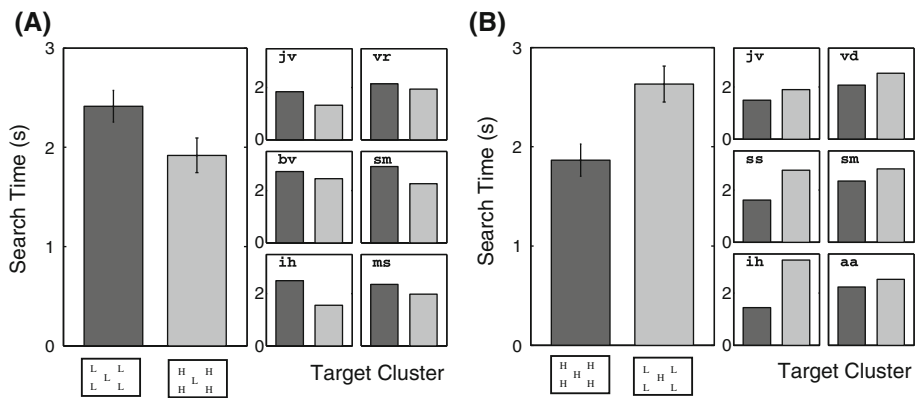 (A)
Search Time (s)
3
2
1
0
jv
vr
2
0
bv
sm
2
0
ih
ms
2
0
L L
L
L L
H H
L
H H
Target Cluster
(B)
Search Time (s)
3
2
1
0
jv
vd
2
0
ss
sm
2
0
ih
aa
2
0
H H
H
H H
L L
H
L L
Target Cluster